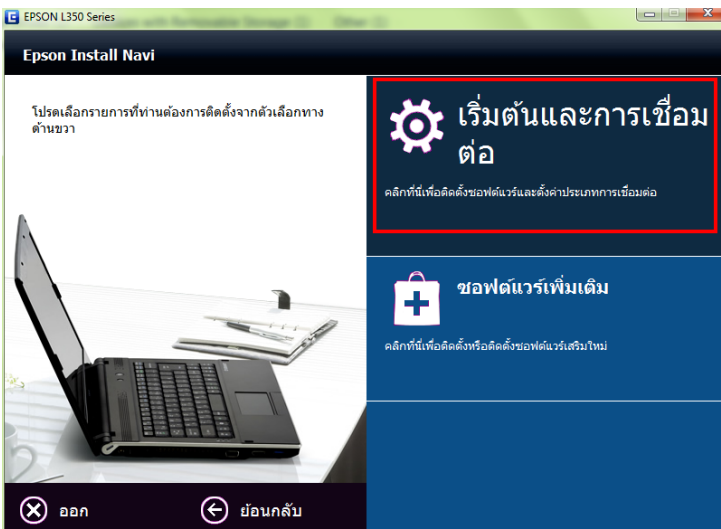 EPSON L350 Series
Epson Install Navi
โปรดเลือกรายการที่ท่านต้องการติดตั้งจากตัวเลือกทาง
ด้านขวา
เริ่มต้นและการเชื่อม
ต่อ
คลิกที่นี่เพื่อติดตั้งซอฟต์แวร์และตั้งค่าประเภทการเชื่อมต่อ
ซอฟต์แวร์เพิ่มเติม
คลิกที่นี่เพื่อติดตั้งหรือติดตั้งซอฟต์แวร์เสริมใหม่
ออก
ย้อนกลับ